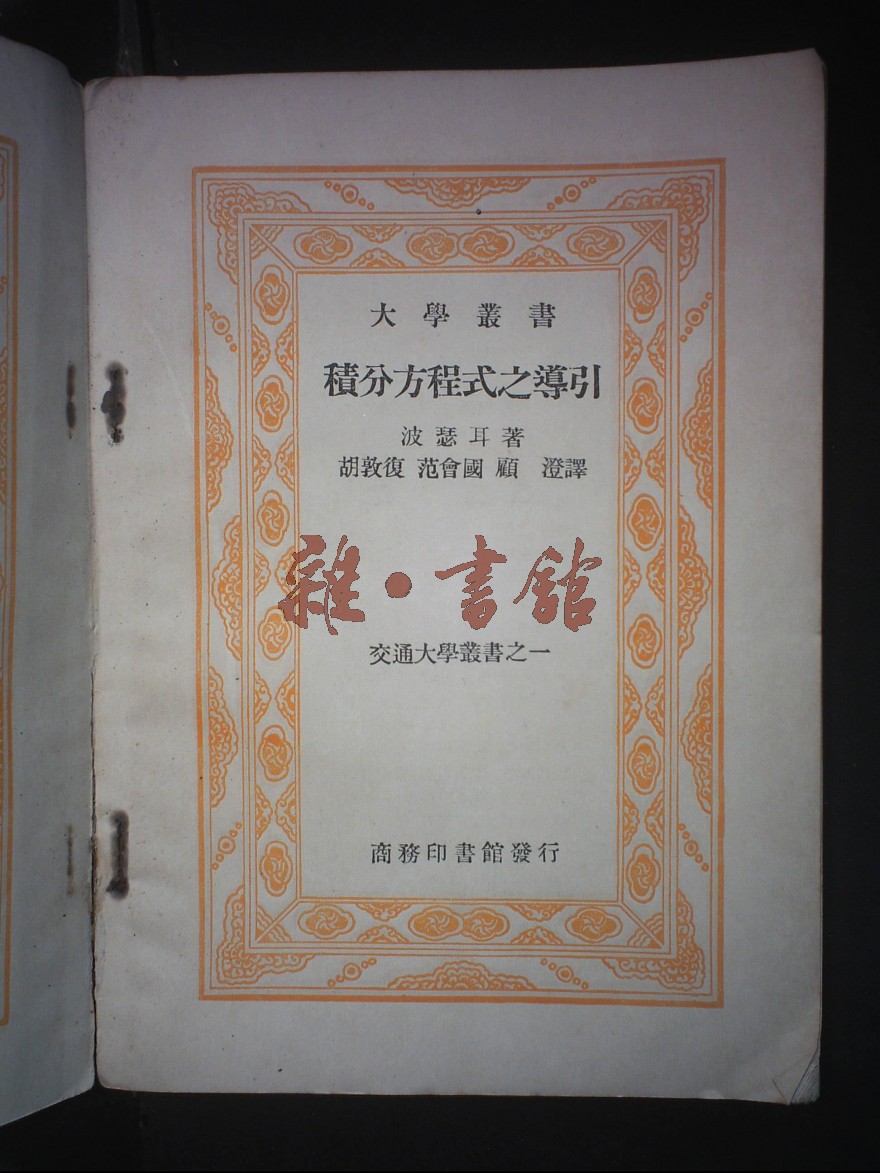 大學叢書
積分方程式之導引
波瑟耳著
胡敦復 范會國 顧 澄譯
雜·書館
交通大學叢書之一
商務印書館發行